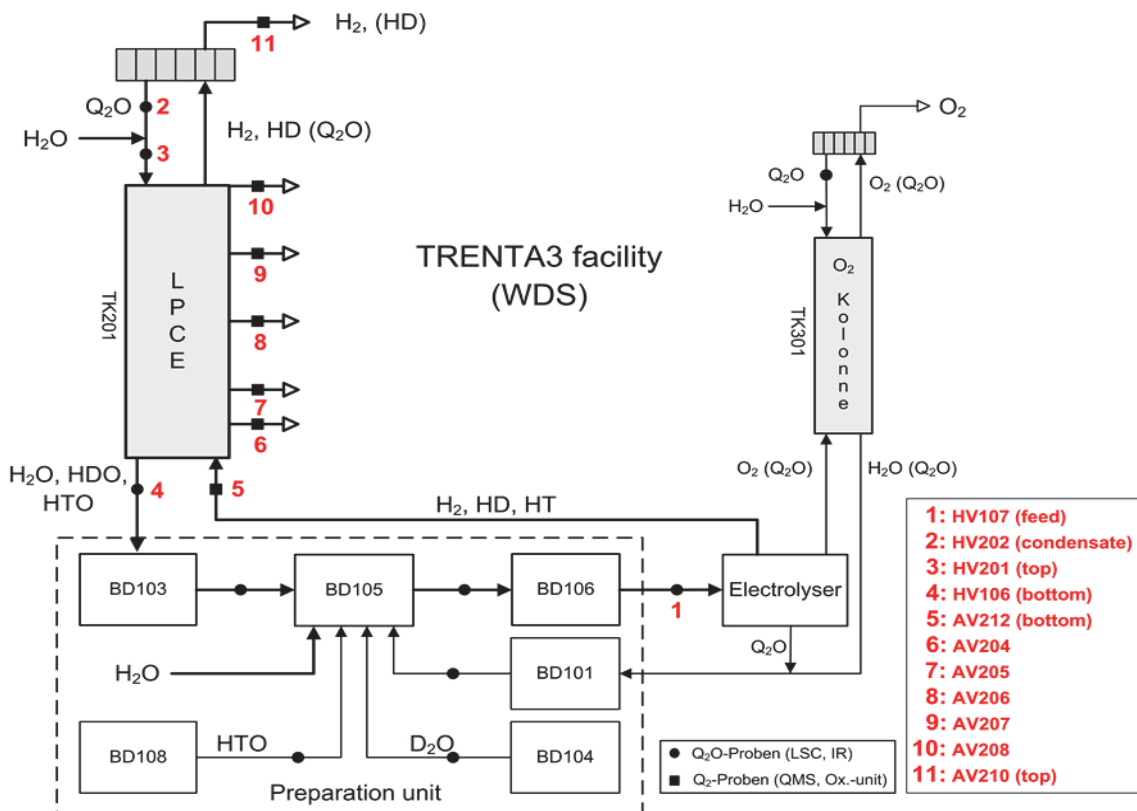 11
H₂, (HD)
Q₂O
2
H₂O
3
H₂, HD (Q₂O)
O₂
Q₂O
O₂ (Q₂O)
H₂O
10
9
8
7
6
LPCE
TK201
TRENTA3 facility
(WDS)
O₂
Kolonne
TK301
H₂O, HDO,
HTO
4
5
H₂, HD, HT
O₂ (Q₂O)
H₂O (Q₂O)
BD103
BD105
BD106
1
Electrolyser
Q₂O
H₂O
BD101
BD108
HTO
D₂O
BD104
Preparation unit
Q₂O-Proben (LSC, IR)
Q₂-Proben (QMS, Ox.-unit)
1: HV107 (feed)
2: HV202 (condensate)
3: HV201 (top)
4: HV106 (bottom)
5: AV212 (bottom)
6: AV204
7: AV205
8: AV206
9: AV207
10: AV208
11: AV210 (top)